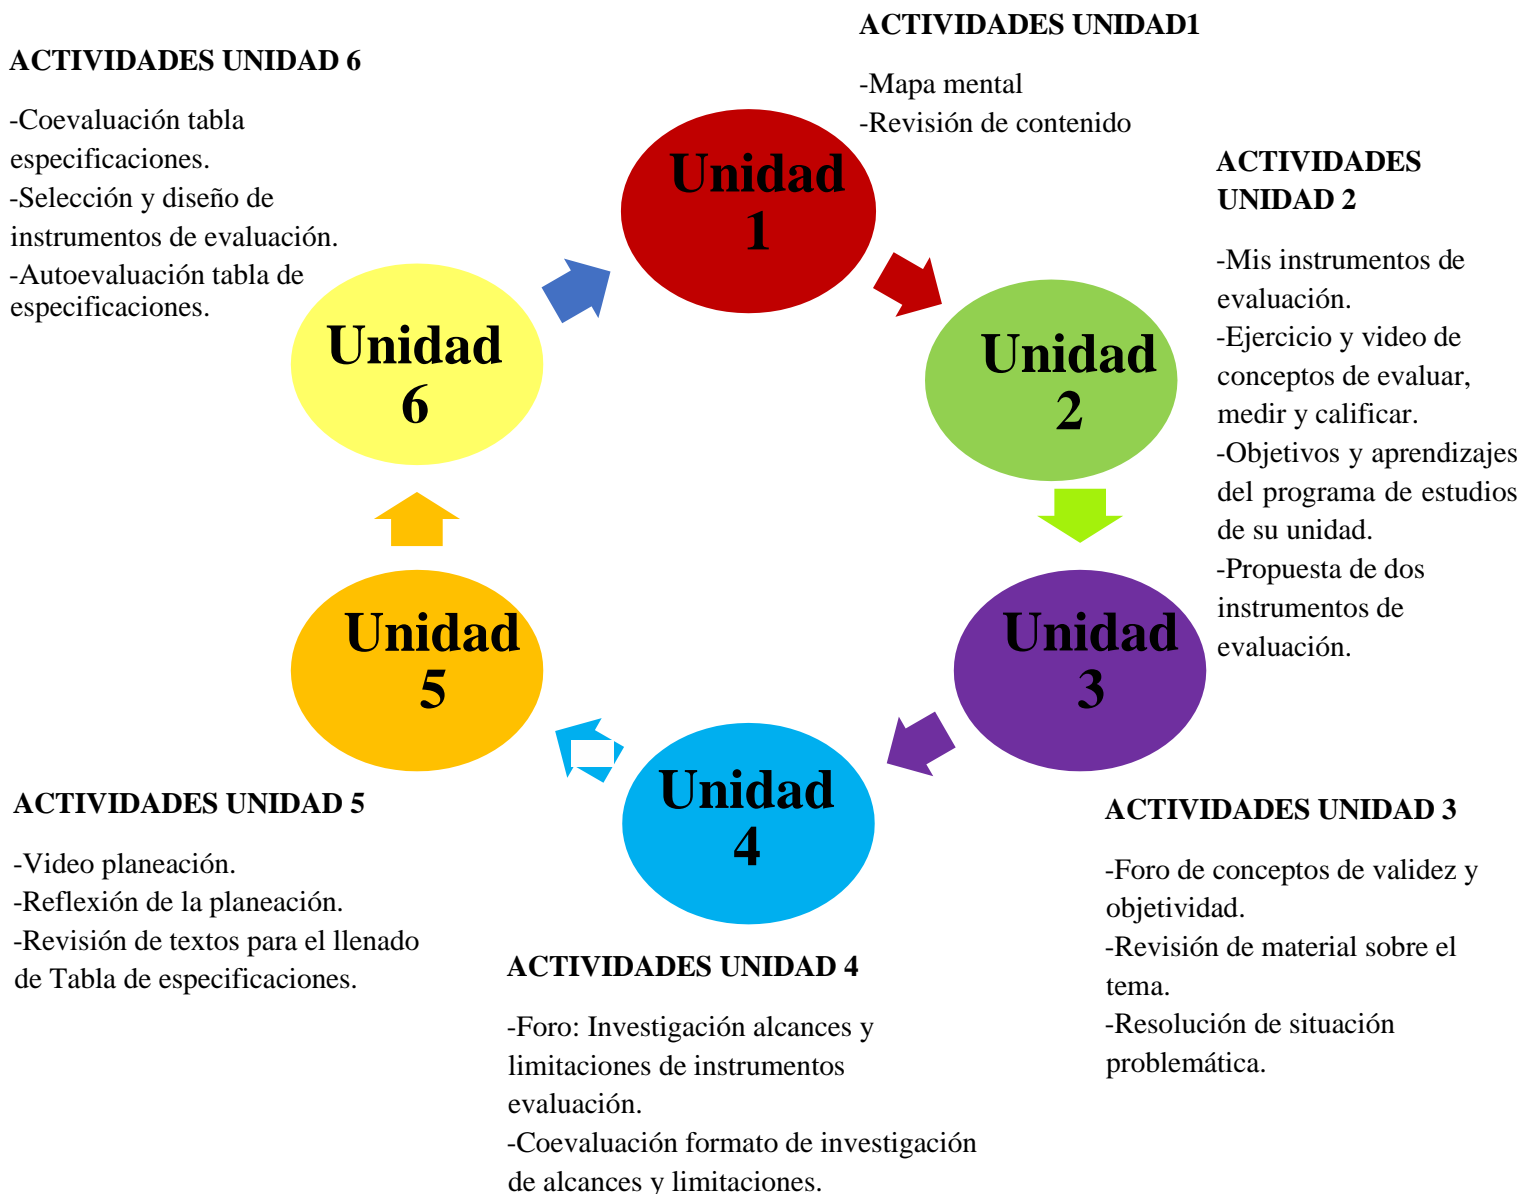 ACTIVIDADES UNIDAD1
-Mapa mental
-Revisión de contenido
ACTIVIDADES UNIDAD 6
-Coevaluación tabla
especificaciones.
-Selección y diseño de
instrumentos de evaluación.
-Autoevaluación tabla de
especificaciones.
Unidad
1
ACTIVIDADES
UNIDAD 2
-Mis instrumentos de
evaluación.
-Ejercicio y video de
conceptos de evaluar,
medir y calificar.
-Objetivos y aprendizajes
del programa de estudios
de su unidad.
-Propuesta de dos
instrumentos de
evaluación.
Unidad
6
Unidad
2
Unidad
5
Unidad
3
Unidad
4
ACTIVIDADES UNIDAD 5
-Video planeación.
-Reflexión de la planeación.
-Revisión de textos para el llenado
de Tabla de especificaciones.
ACTIVIDADES UNIDAD 3
-Foro de conceptos de validez y
objetividad.
-Revisión de material sobre el
tema.
-Resolución de situación
problemática.
ACTIVIDADES UNIDAD 4
-Foro: Investigación alcances y
limitaciones de instrumentos
evaluación.
-Coevaluación formato de investigación
de alcances y limitaciones.